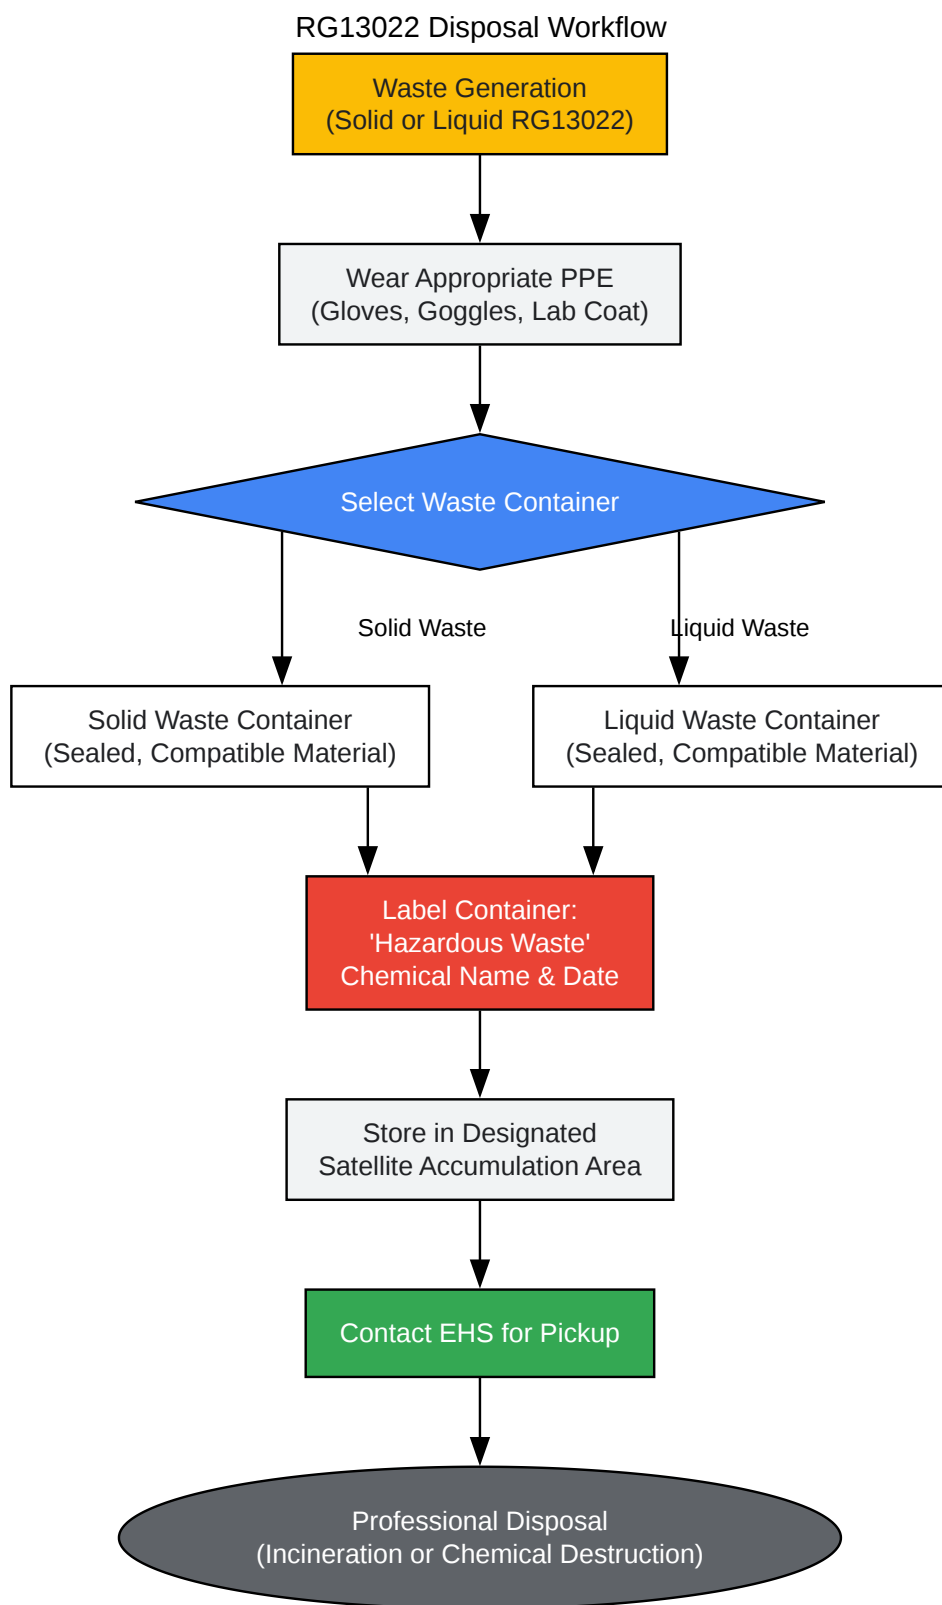 RG13022 Disposal Workflow
Waste Generation
(Solid or Liquid RG13022)
Wear Appropriate PPE
(Gloves, Goggles, Lab Coat)
Select Waste Container
Solid Waste
Liquid Waste
Solid Waste Container
(Sealed, Compatible Material)
Liquid Waste Container
(Sealed, Compatible Material)
Label Container:
'Hazardous Waste'
Chemical Name & Date
Store in Designated
Satellite Accumulation Area
Contact EHS for Pickup
Professional Disposal
(Incineration or Chemical Destruction)